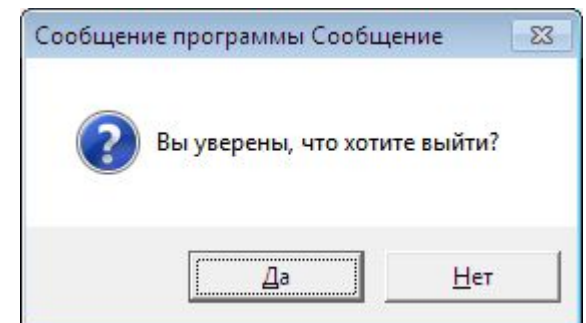 Сообщение программы Сообщение
Вы уверены, что хотите выйти?
Да
Нет